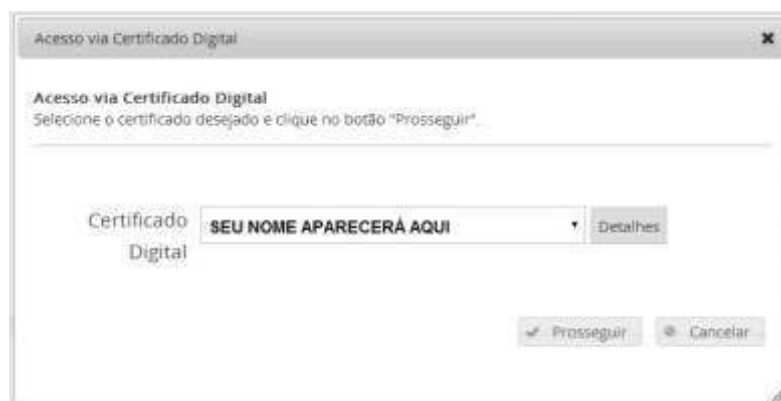 Acesso via Certificado Digital
Acesso via Certificado Digital
Selecione o certificado desejado e clique no botão "Prosseguir".
Certificado
Digital
SEU NOME APARECERÁ AQUI
Detalhes
Prosseguir
Cancelar